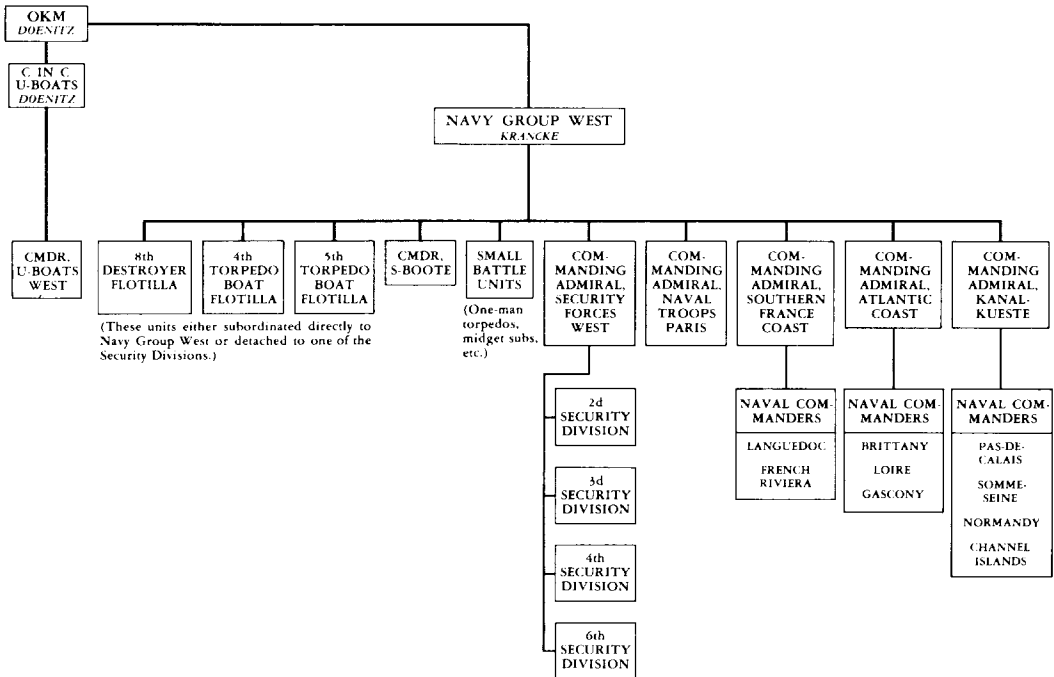 OKM
DOENITZ
C IN C
U-BOATS
DOENITZ
NAVY GROUP WEST
KRANCKE
CMDR,
U-BOATS
WEST
8th
DESTROYER
FLOTILLA
4th
TORPEDO
BOAT
FLOTILLA
5th
TORPEDO
BOAT
FLOTILLA
(These units either subordinated directly to
Navy Group West or detached to one of the
Security Divisions.)
CMDR,
S-BOOTE
SMALL
BATTLE
UNITS
(One-man
torpedos,
midget subs,
etc.)
COM-
MANDING
ADMIRAL,
SECURITY
FORCES
WEST
2d
SECURITY
DIVISION
3d
SECURITY
DIVISION
4th
SECURITY
DIVISION
6th
SECURITY
DIVISION
COM-
MANDING
ADMIRAL,
NAVAL
TROOPS
PARIS
COM-
MANDING
ADMIRAL,
SOUTHERN
FRANCE
COAST
NAVAL COM-
MANDERS
LANGUEDOC
FRENCH
RIVIERA
COM-
MANDING
ADMIRAL,
ATLANTIC
COAST
NAVAL COM-
MANDERS
BRITTANY
LOIRE
GASCONY
COM-
MANDING
ADMIRAL,
KANAL-
KUESTE
NAVAL COM-
MANDERS
PAS-DE-
CALAIS
SOMME-
SEINE
NORMANDY
CHANNEL
ISLANDS